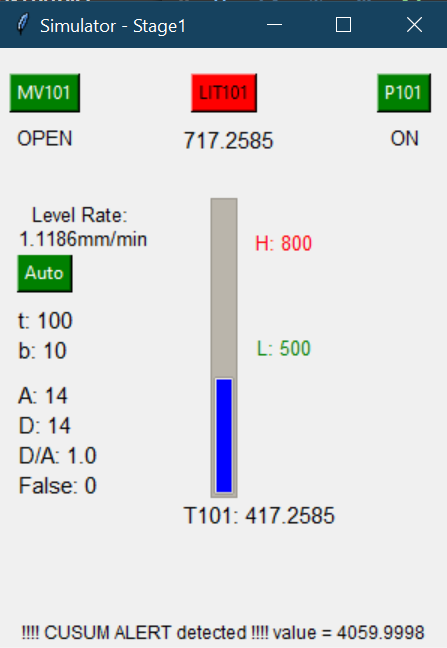 Simulator - Stage1
MV101 LIT101 P101
OPEN 717.2585 ON
Level Rate:
1.1186mm/min
H: 800
Auto
t: 100
b: 10
L: 500
A: 14
D: 14
D/A: 1.0
False: 0
T101: 417.2585
!!!! CUSUM ALERT detected !!!! value = 4059.9998